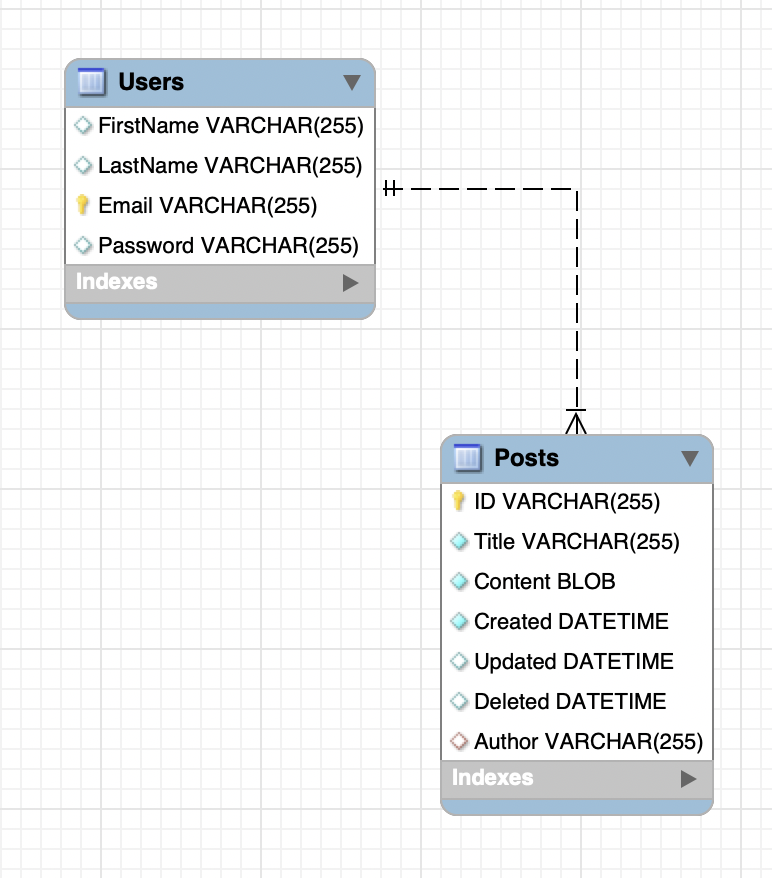 Users
FirstName VARCHAR(255)
LastName VARCHAR(255)
Email VARCHAR(255)
Password VARCHAR(255)
Indexes
Posts
ID VARCHAR(255)
Title VARCHAR(255)
Content BLOB
Created DATETIME
Updated DATETIME
Deleted DATETIME
Author VARCHAR(255)
Indexes